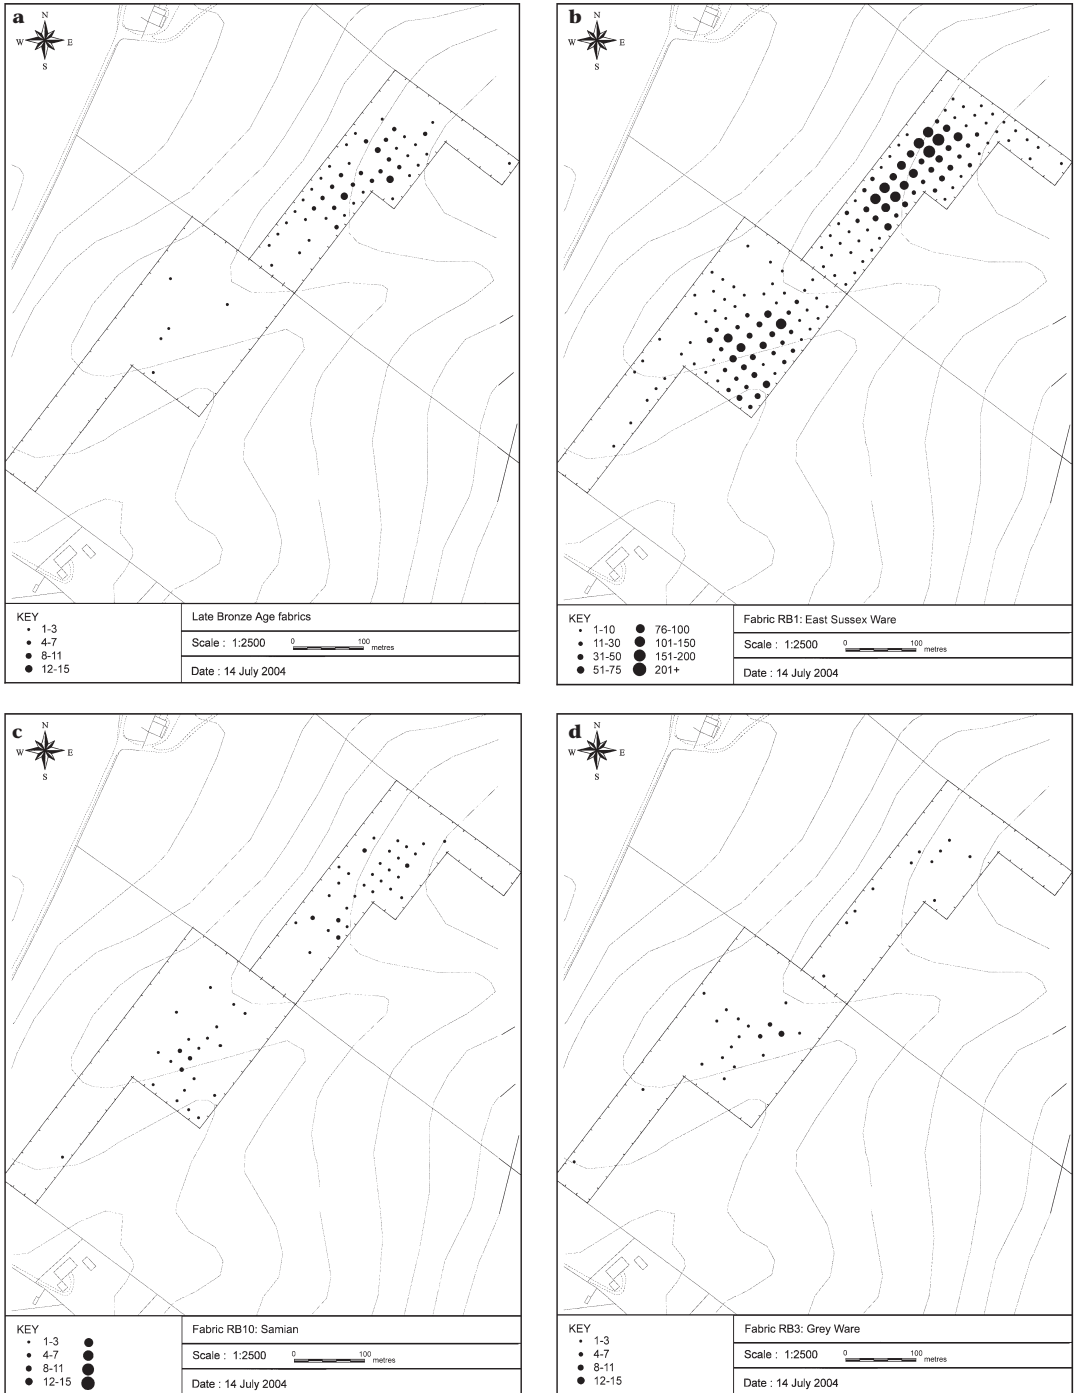 a
N
W E
S
KEY
1-3
4-7
8-11
12-15
Late Bronze Age fabrics
Scale : 1:2500 0 100 metres
Date : 14 July 2004
b
N
W E
S
KEY
1-10 76-100
11-30 101-150
31-50 151-200
51-75 201+
Fabric RB1: East Sussex Ware
Scale : 1:2500 0 100 metres
Date : 14 July 2004
c
N
W E
S
KEY
1-3
4-7
8-11
12-15
Fabric RB10: Samian
Scale : 1:2500 0 100 metres
Date : 14 July 2004
d
N
W E
S
KEY
1-3
4-7
8-11
12-15
Fabric RB3: Grey Ware
Scale : 1:2500 0 100 metres
Date : 14 July 2004